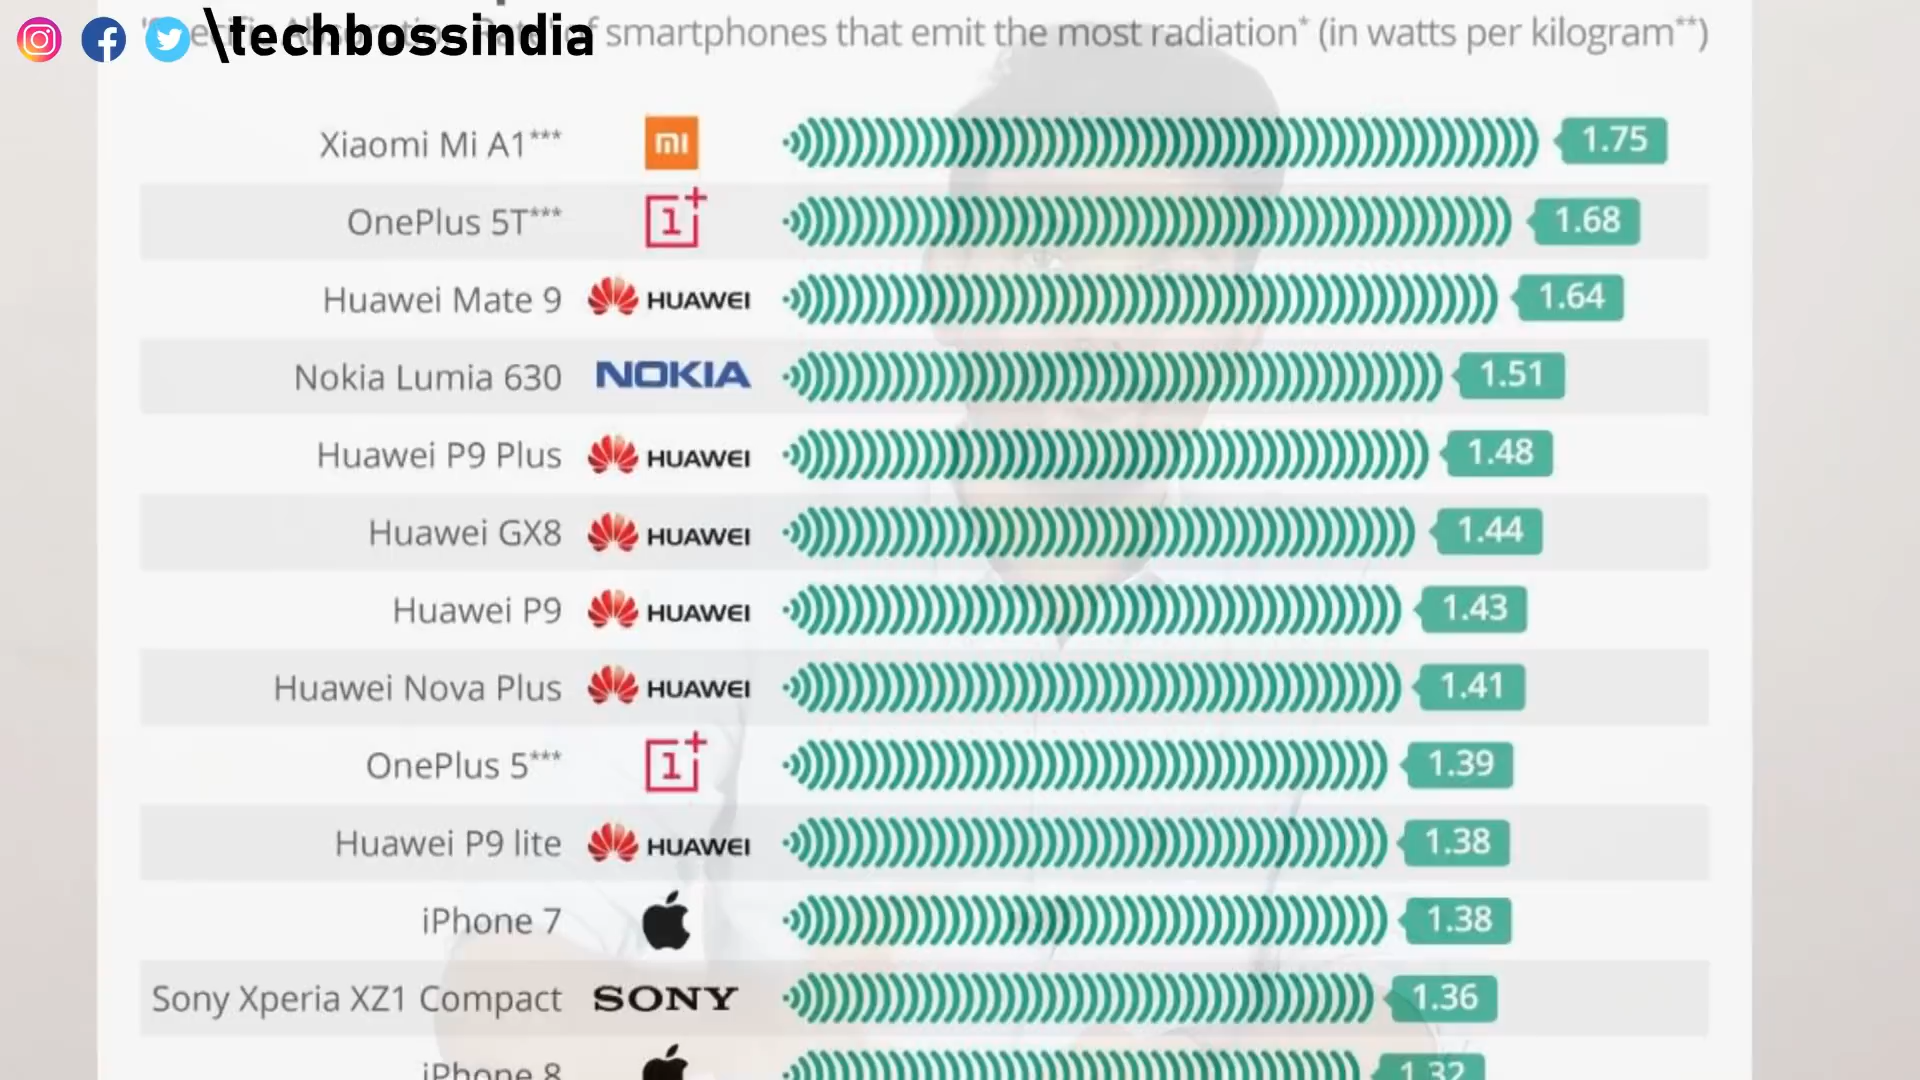 \techbossindia
smartphones that emit the most radiation* (in watts per kilogram**)
Xiaomi Mi A1*** mi 1.75
OnePlus 5T*** 1+ 1.68
Huawei Mate 9 HUAWEI 1.64
Nokia Lumia 630 NOKIA 1.51
Huawei P9 Plus HUAWEI 1.48
Huawei GX8 HUAWEI 1.44
Huawei P9 HUAWEI 1.43
Huawei Nova Plus HUAWEI 1.41
OnePlus 5*** 1+ 1.39
Huawei P9 lite HUAWEI 1.38
iPhone 7 1.38
Sony Xperia XZ1 Compact SONY 1.36
iPhone 8 1.32